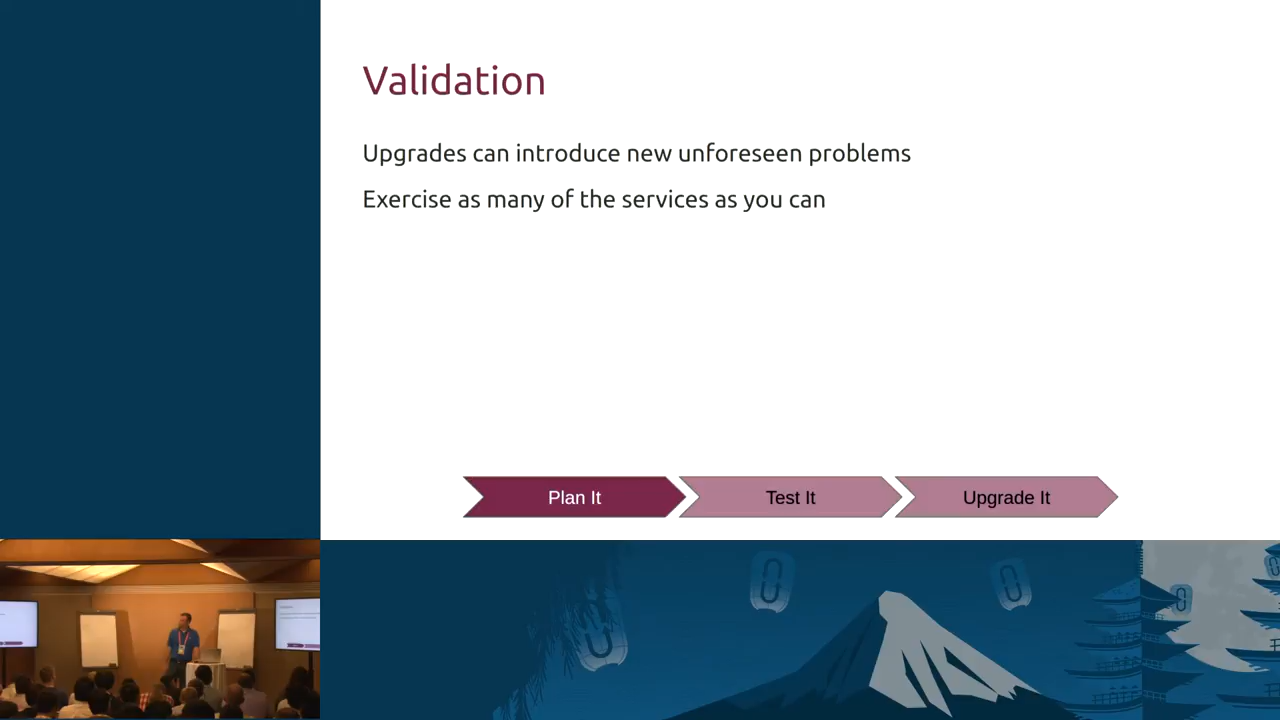 Validation
Upgrades can introduce new unforeseen problems
Exercise as many of the services as you can
Plan It
Test It
Upgrade It